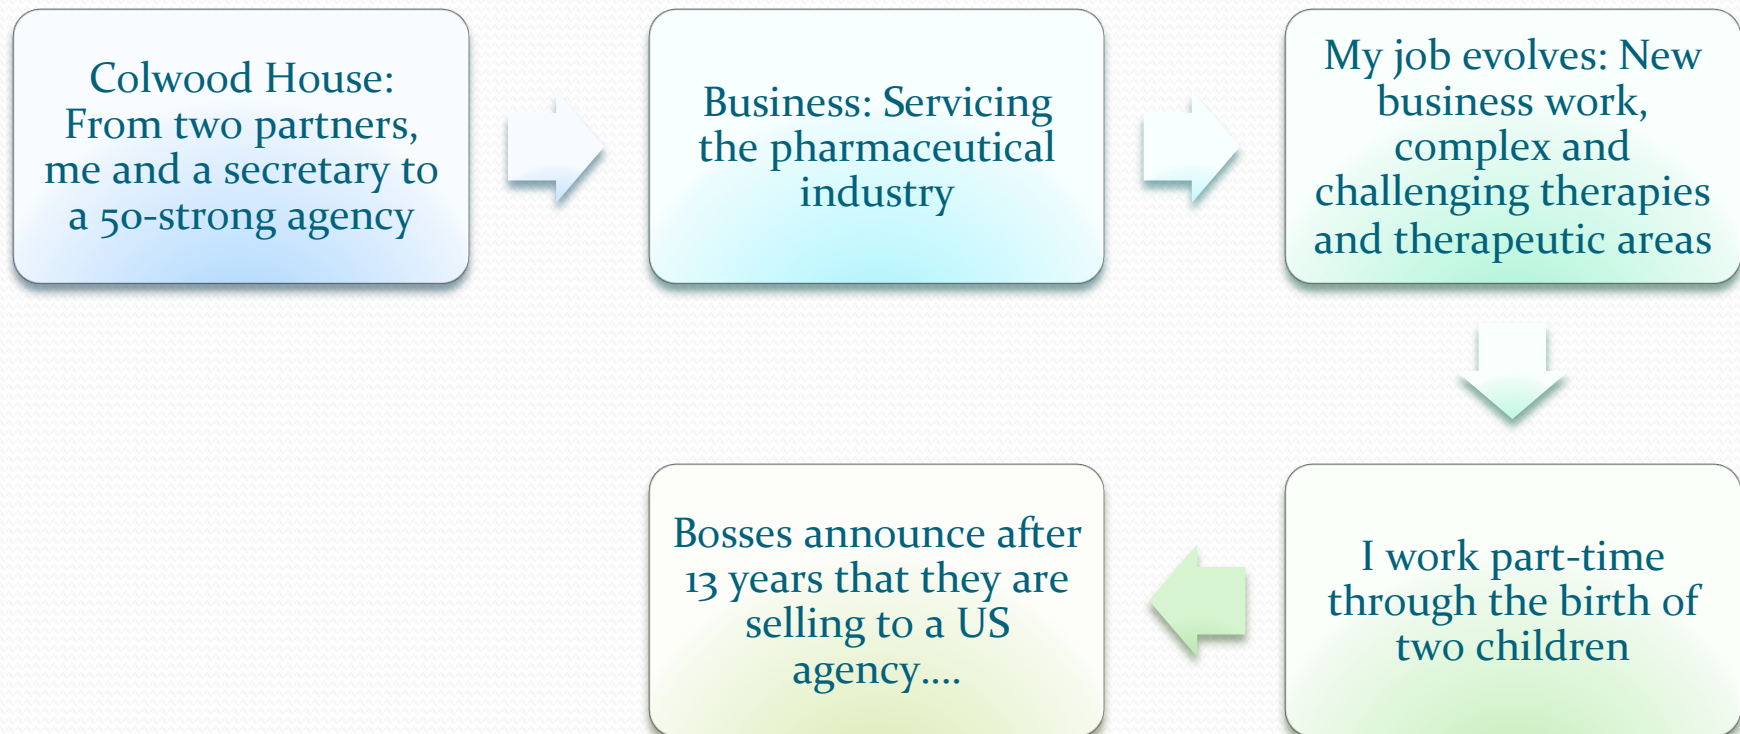 Colwood House:
From two partners,
me and a secretary to
a 50-strong agency
Business: Servicing
the pharmaceutical
industry
My job evolves: New
business work,
complex and
challenging therapies
and therapeutic areas
I work part-time
through the birth of
two children
Bosses announce after
13 years that they are
selling to a US
agency....